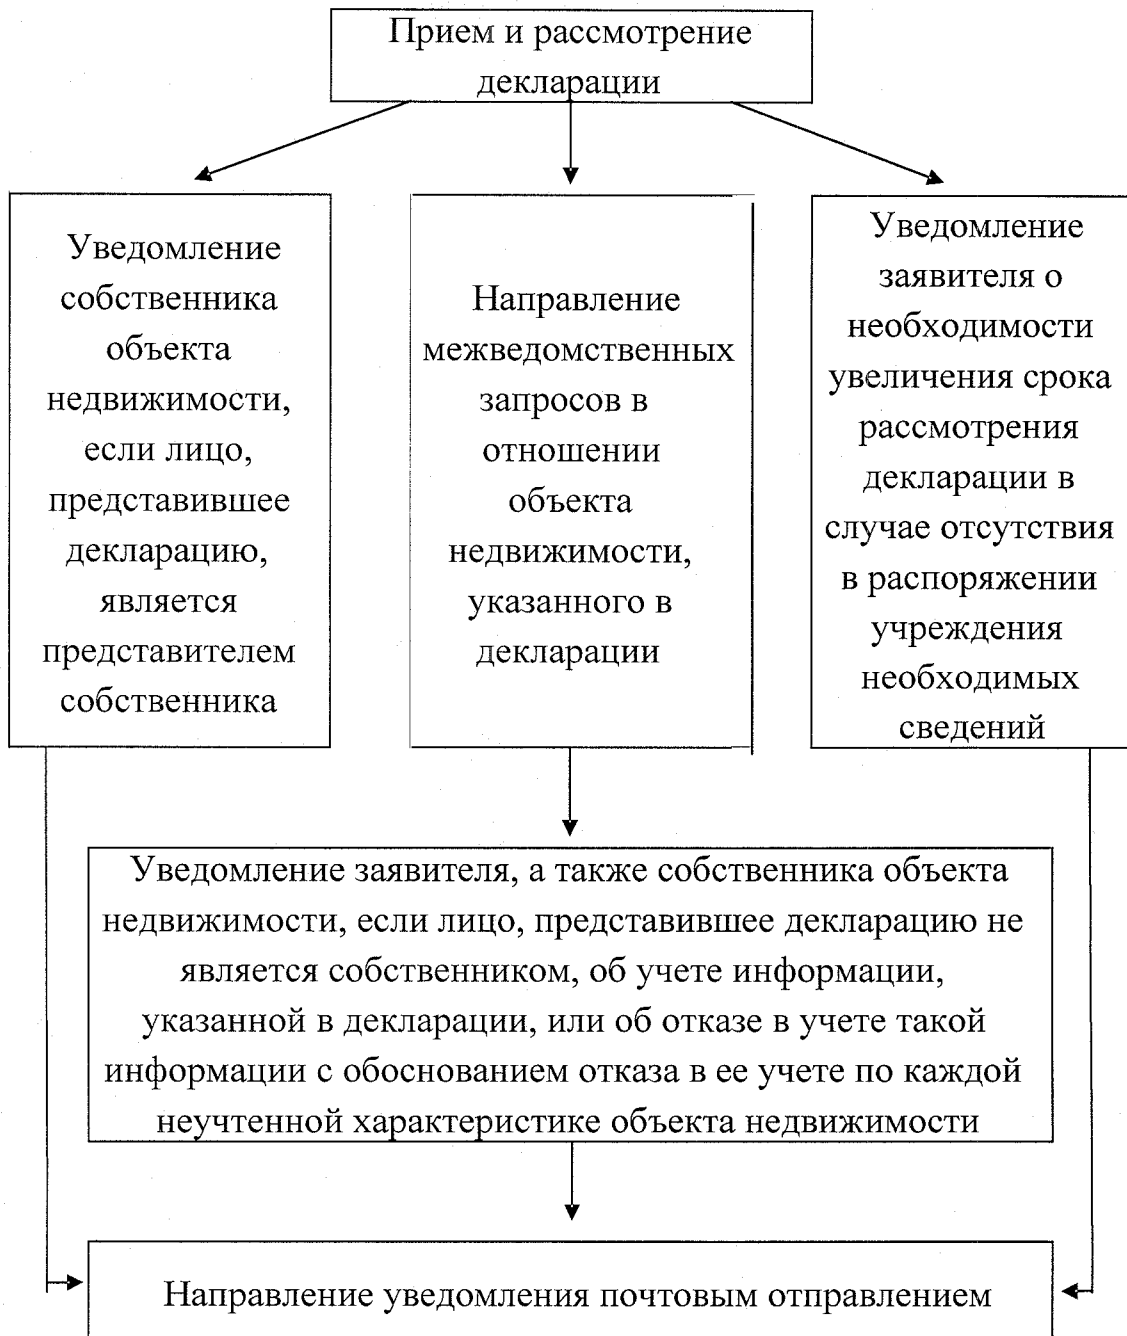 Прием и рассмотрение
декларации
Уведомление
собственника
объекта
недвижимости,
если лицо,
представившее
декларацию,
является
представителем
собственника
Направление
межведомственных
запросов в
отношении
объекта
недвижимости,
указанного в
декларации
Уведомление
заявителя о
необходимости
увеличения срока
рассмотрения
декларации в
случае отсутствия
в распоряжении
учреждения
необходимых
сведений
Уведомление заявителя, а также собственника объекта
недвижимости, если лицо, представившее декларацию не
является собственником, об учете информации,
указанной в декларации, или об отказе в учете такой
информации с обоснованием отказа в ее учете по каждой
неучтенной характеристике объекта недвижимости
Направление уведомления почтовым отправлением